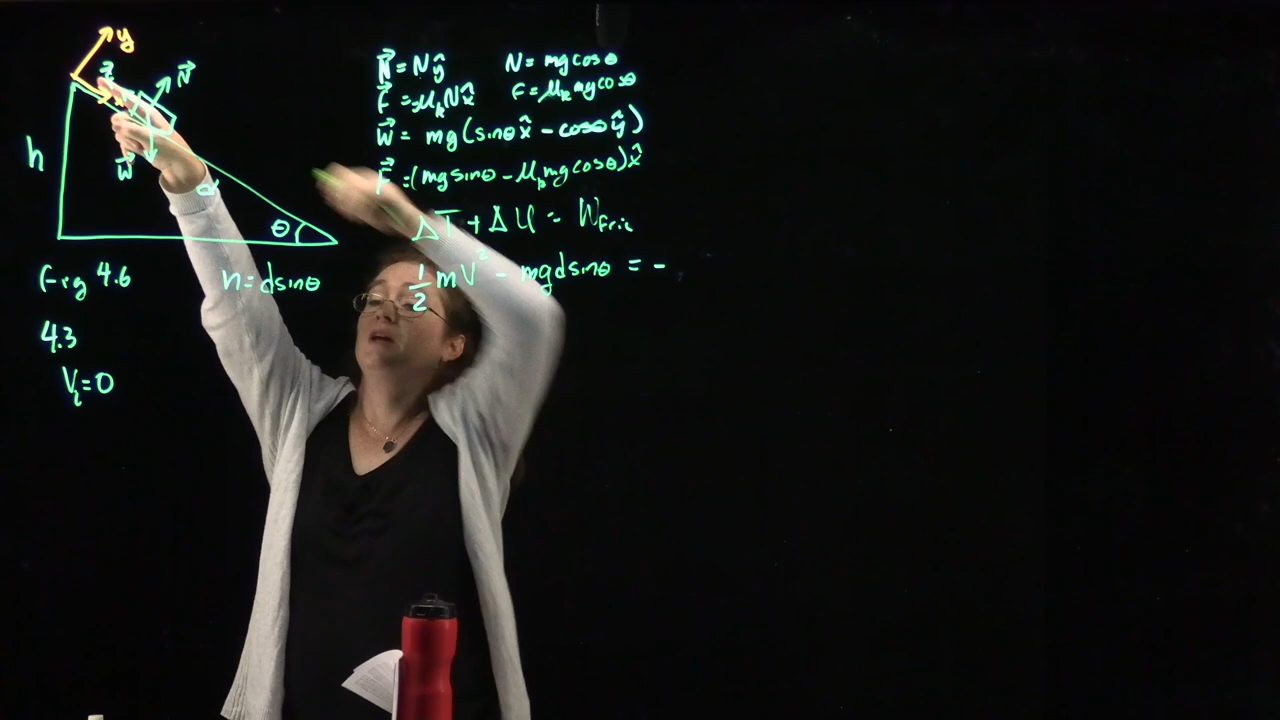 y
x
N⃗
h
W⃗
d
θ
Fig 4.6
h = dsinθ
4.3
Vᵢ = 0
N⃗ = Nŷ N = mgcosθ
f⃗ = -μₖNx̂ f = μₖmgcosθ
W⃗ = mg(sinθx̂ - cosθŷ)
F⃗ = (mgsinθ - μₖmgcosθ)x̂
ΔT + ΔU = Wfric
1/2 mV² - mgdsinθ = -